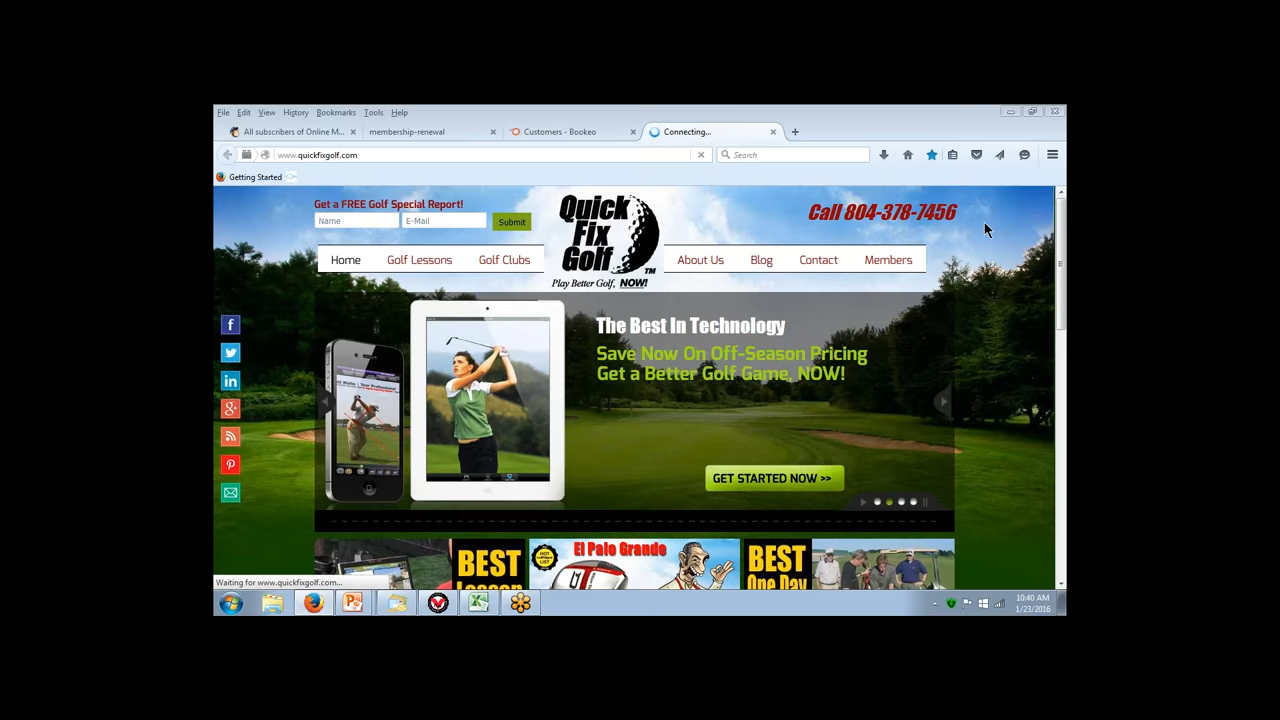 File Edit View History Bookmarks Tools Help
All subscribers of Online M...
membership-renewal
Customers - Bookeo
Connecting...
www.quickfixgolf.com
Search
Getting Started
Get a FREE Golf Special Report!
Name
E-Mail
Submit
Quick
Fix
Golf
TM
Play Better Golf, NOW!
Call 804-378-7456
Home Golf Lessons Golf Clubs
About Us Blog Contact Members
The Best In Technology
Save Now On Off-Season Pricing
Get a Better Golf Game, NOW!
GET STARTED NOW >>
BEST
El Palo Grande
BEST
One Day
Waiting for www.quickfixgolf.com...
10:40 AM
1/23/2016